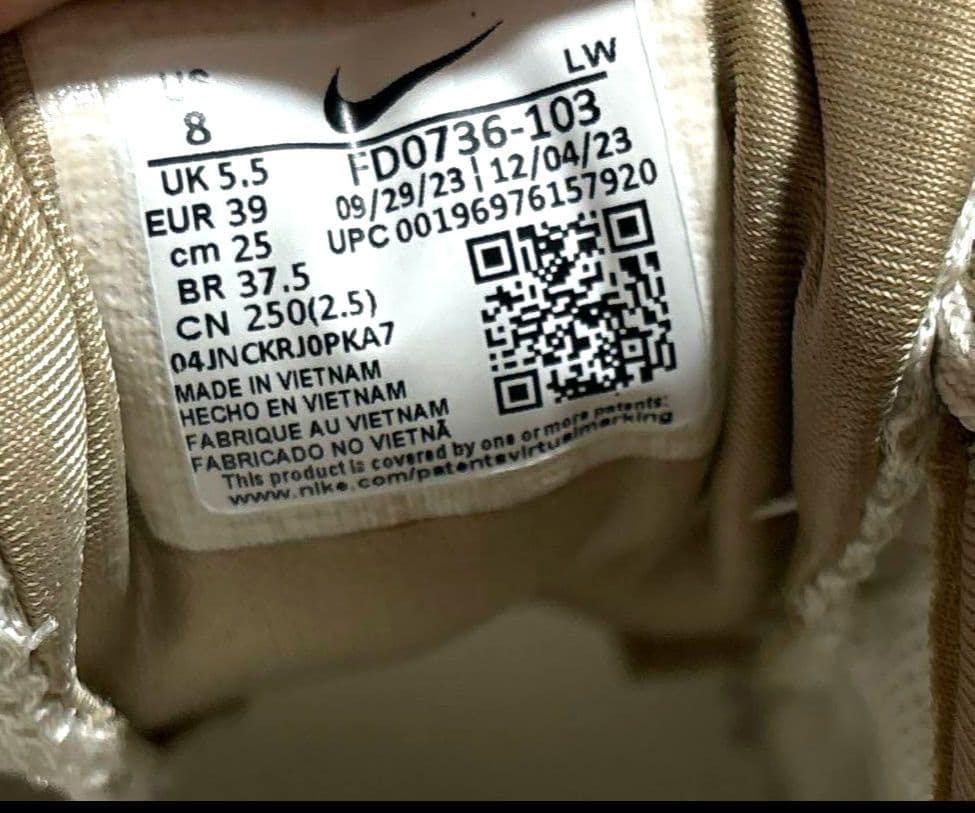 US
8
LW
UK 5.5
EUR 39
cm 25
BR 37.5
CN 250(2.5)
FD0736-103
09/29/23 | 12/04/23
UPC 00196976157920
04JNCKRJ0PKA7
MADE IN VIETNAM
HECHO EN VIETNAM
FABRIQUE AU VIETNAM
FABRICADO NO VIETNÃ
This product is covered by one or more patents:
www.nike.com/patentsvirtualmarking